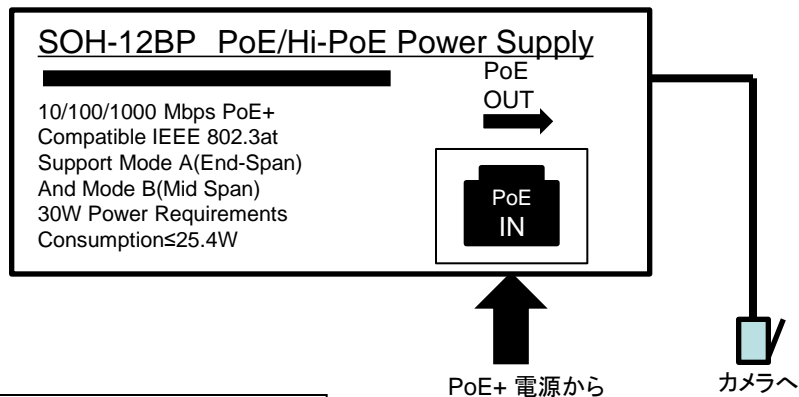 SOH-12BP PoE/Hi-PoE Power Supply
PoE
OUT
10/100/1000 Mbps PoE+
Compatible IEEE 802.3at
Support Mode A(End-Span)
And Mode B(Mid Span)
30W Power Requirements
Consumption≤25.4W
PoE
IN
PoE+ 電源から
カメラへ